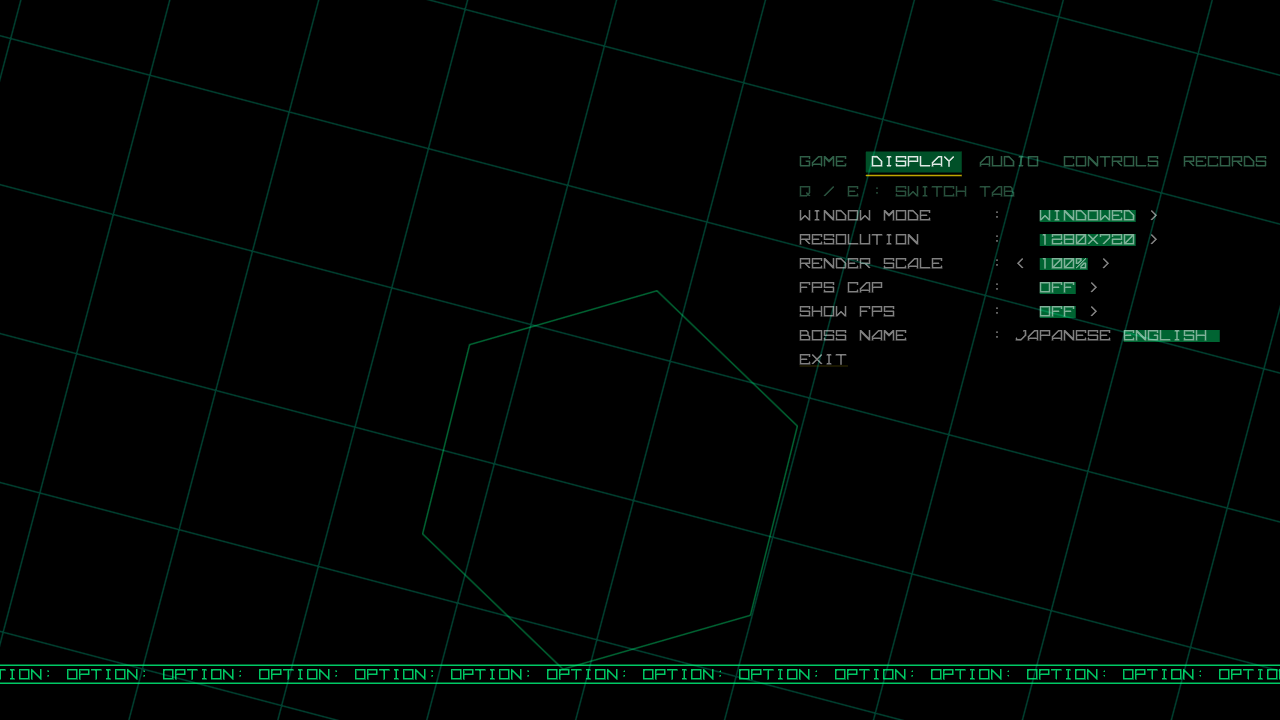 GAME DISPLAY AUDIO CONTROLS RECORDS
Q / E : SWITCH TAB
WINDOW MODE : WINDOWED >
RESOLUTION : 1280X720 >
RENDER SCALE : < 100% >
FPS CAP : OFF >
SHOW FPS : OFF >
BOSS NAME : JAPANESE ENGLISH
EXIT
TION: OPTION: OPTION: OPTION: OPTION: OPTION: OPTION: OPTION: OPTION: OPTION: OPTION: OPTION: OPTION: OPTI